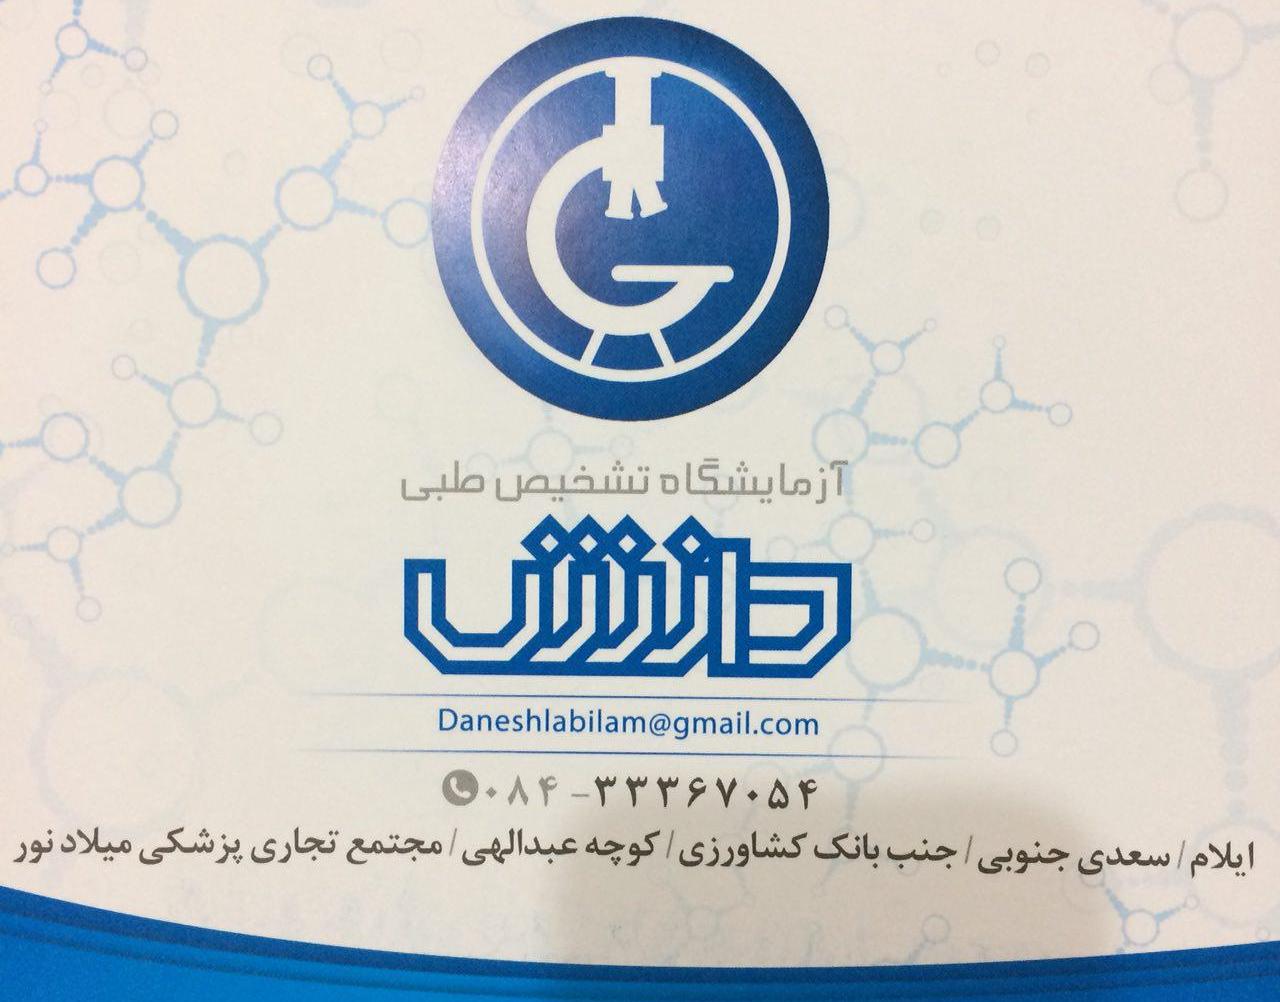 آزمایشگاه تشخیص طبی
دانش
Daneshlabilam@gmail.com
۰۸۴-۳۳۳۶۷۰۵۴
ایلام/سعدی جنوبی/جنب بانک کشاورزی/کوچه عبدالهی/مجتمع تجاری پزشکی میلاد نور